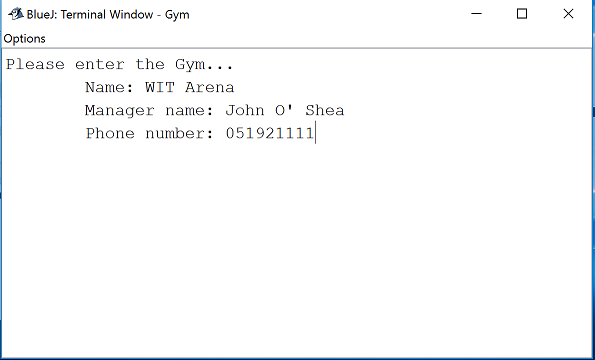 BlueJ: Terminal Window - Gym
Options
Please enter the Gym...
Name: WIT Arena
Manager name: John O' Shea
Phone number: 051921111